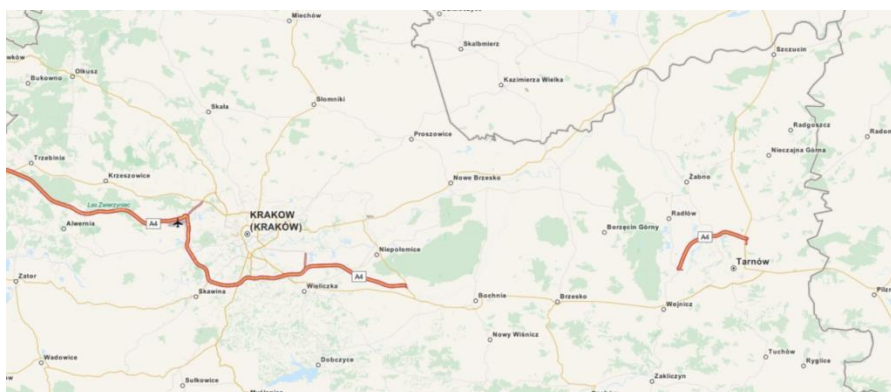 Miechów
Skalbmierz
Szczucin
Olkusz
Bukowno
Kazimierza Wielka
Słomniki
Skała
Proszowice
Radgoszcz
Nieczajna Górna
Trzebinia
Krzeszowice
Nowe Brzesko
Żabno
Las Zwierzyniec
A4
Alwernia
KRAKOW
(KRAKÓW)
Radłów
Borzęcin Górny
A4
Niepołomice
Tarnów
Zator
A4
Wieliczka
Skawina
Bochnia
Brzesko
Wojnicz
Nowy Wiśnicz
Tuchów
Wadowice
Dobczyce
Ryglice
Zakliczyn
Sułkowice